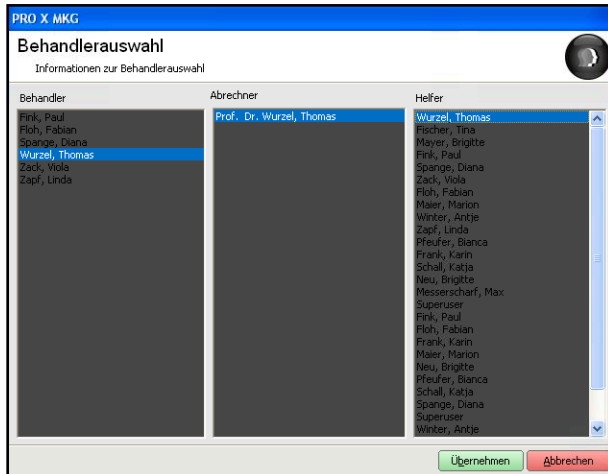 PRO X MKG
Behandlerauswahl
Informationen zur Behandlerauswahl
Behandler
Fink, Paul
Floh, Fabian
Spange, Diana
Wurzel, Thomas
Zack, Viola
Zapf, Linda
Abrechner
Prof. Dr. Wurzel, Thomas
Helfer
Wurzel, Thomas
Fischer, Tina
Mayer, Brigitte
Fink, Paul
Spange, Diana
Zack, Viola
Floh, Fabian
Maier, Marion
Winter, Antje
Zapf, Linda
Pfeufer, Bianca
Frank, Karin
Schall, Katja
Neu, Brigitte
Messerscharf, Max
Superuser
Fink, Paul
Floh, Fabian
Frank, Karin
Maier, Marion
Neu, Brigitte
Pfeufer, Bianca
Schall, Katja
Spange, Diana
Superuser
Winter, Antje
Übernehmen
Abbrechen